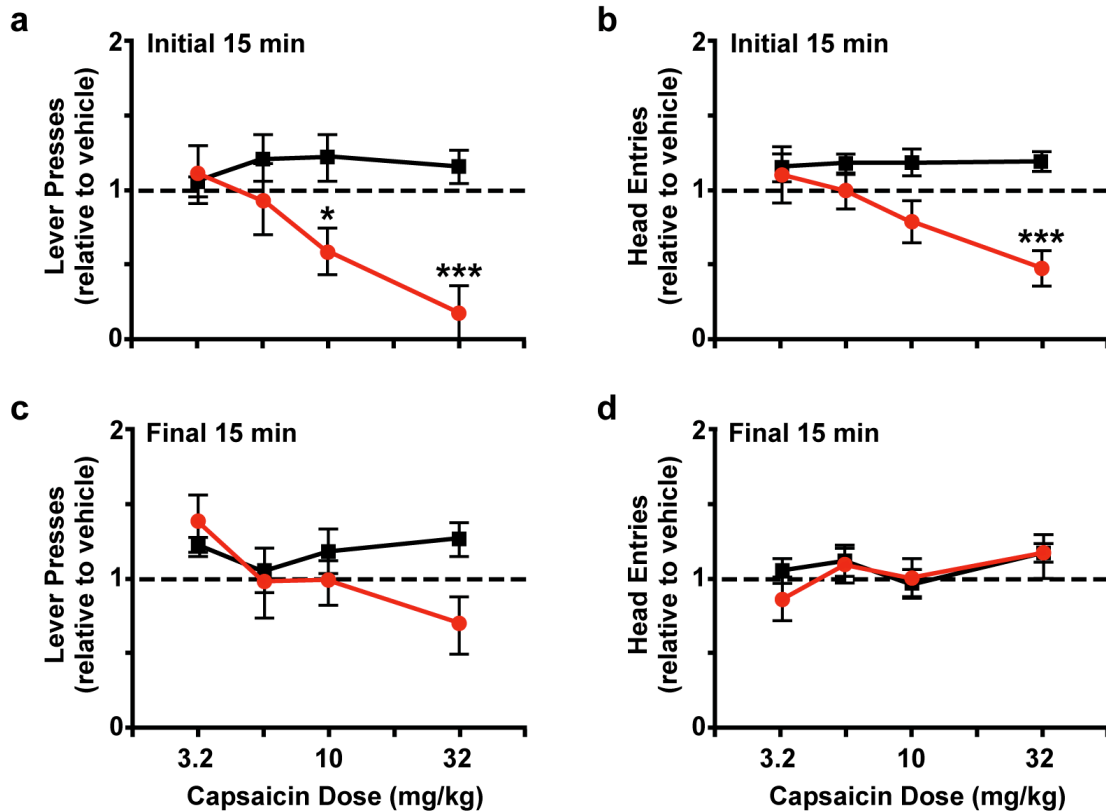 a
Initial 15 min
Lever Presses
(relative to vehicle)
2
1
0
*
***
b
Initial 15 min
Head Entries
(relative to vehicle)
2
1
0
***
c
Final 15 min
Lever Presses
(relative to vehicle)
2
1
0
3.2 10 32
Capsaicin Dose (mg/kg)
d
Final 15 min
Head Entries
(relative to vehicle)
2
1
0
3.2 10 32
Capsaicin Dose (mg/kg)